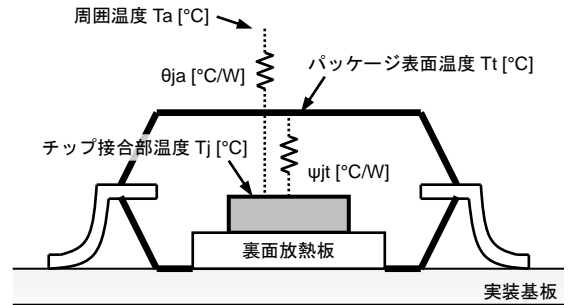 周囲温度 Ta [°C]
θja [°C/W]
パッケージ表面温度 Tt [°C]
チップ接合部温度 Tj [°C]
ψjt [°C/W]
裏面放熱板
実装基板